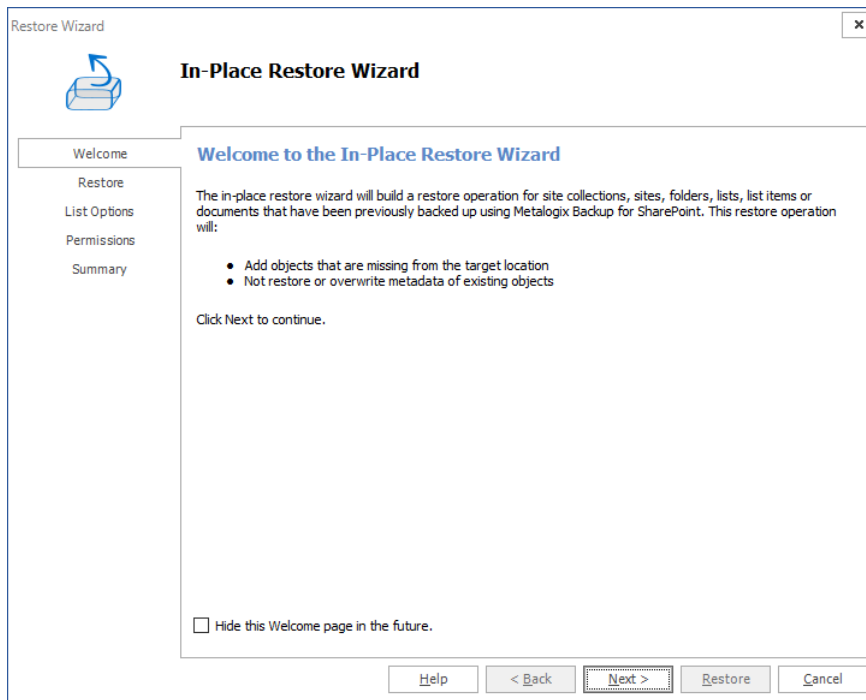 Restore Wizard
In-Place Restore Wizard
Welcome
Restore
List Options
Permissions
Summary
Welcome to the In-Place Restore Wizard
The in-place restore wizard will build a restore operation for site collections, sites, folders, lists, list items or
documents that have been previously backed up using Metalogix Backup for SharePoint. This restore operation
will:
• Add objects that are missing from the target location
• Not restore or overwrite metadata of existing objects
Click Next to continue.
Hide this Welcome page in the future.
Help
< Back
Next >
Restore
Cancel